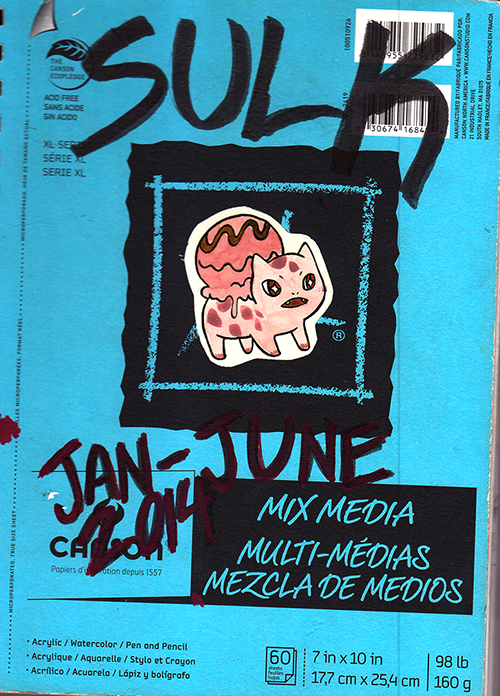 SULK
THE
CANSON
ECOPLEDGE
ACID FREE
SANS ACIDE
SIN ACIDO
XL-SERI
SÉRIE XL
SERIE XL
100510926
30674 1684
MANUFACTURED BY/FABRIQUÉ PAR/FABRICADO POR:
CANSON NORTH AMERICA • WWW.CANSONSTUDIO.COM
21 INDUSTRIAL DRIVE
SOUTH HADLEY, MA 01075
MADE IN FRANCE/FABRIQUÉ EN FRANCE/HECHO EN FRANCIA
®
JAN-JUNE
2014
CANSON
Papiers depuis 1557
MIX MEDIA
MULTI-MÉDIAS
MEZCLA DE MEDIOS
MICROPERFORATED, TRUE SIZE SHEET
MICROPERFORÉES, FORMAT RÉEL
MICROPERFORADO, HOJA DE TAMAÑO ACTUAL
• Acrylic / Watercolor / Pen and Pencil
• Acrylique / Aquarelle / Stylo et Crayon
• Acrílico / Acuarela / Lápiz y bolígrafo
60
sheets
feuilles
hojas
7 in x 10 in
17,7 cm x 25,4 cm
98 lb
160 g